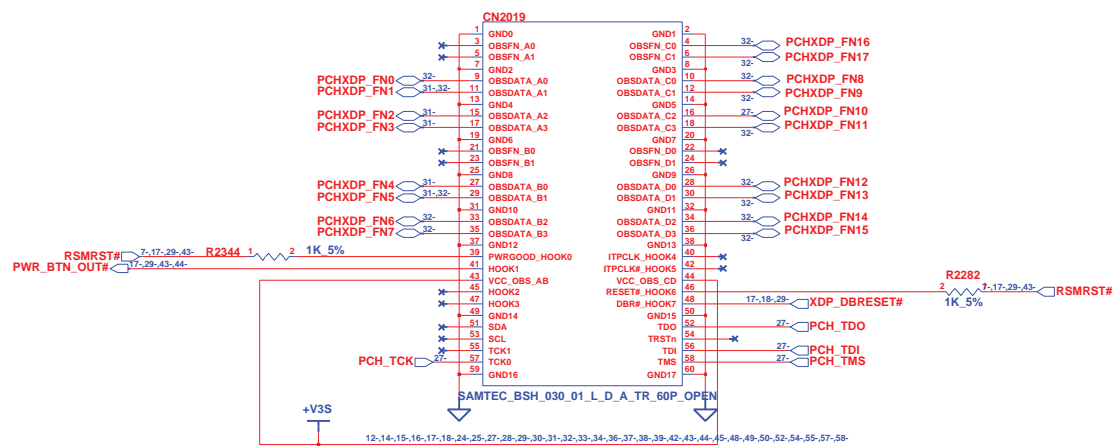 CN2019
1 GND0 GND1 2
3 OBSFN_A0 OBSFN_C0 4 32- PCHXDP_FN16
5 OBSFN_A1 OBSFN_C1 6 32- PCHXDP_FN17
7 GND2 GND3 8
PCHXDP_FN0 32- 9 OBSDATA_A0 OBSDATA_C0 10 32- PCHXDP_FN8
PCHXDP_FN1 31-,32- 11 OBSDATA_A1 OBSDATA_C1 12 32- PCHXDP_FN9
13 GND4 GND5 14
PCHXDP_FN2 31- 15 OBSDATA_A2 OBSDATA_C2 16 27- PCHXDP_FN10
PCHXDP_FN3 31- 17 OBSDATA_A3 OBSDATA_C3 18 32- PCHXDP_FN11
19 GND6 GND7 20
21 OBSFN_B0 OBSFN_D0 22
23 OBSFN_B1 OBSFN_D1 24
25 GND8 GND9 26
PCHXDP_FN4 31- 27 OBSDATA_B0 OBSDATA_D0 28 32- PCHXDP_FN12
PCHXDP_FN5 31-,32- 29 OBSDATA_B1 OBSDATA_D1 30 32- PCHXDP_FN13
31 GND10 GND11 32
PCHXDP_FN6 32- 33 OBSDATA_B2 OBSDATA_D2 34 32- PCHXDP_FN14
PCHXDP_FN7 32- 35 OBSDATA_B3 OBSDATA_D3 36 32- PCHXDP_FN15
37 GND12 GND13 38
RSMRST# 7-,17-,29-,43- R2344 1 2 1K_5% 39 PWRGOOD_HOOK0 ITPCLK_HOOK4 40
PWR_BTN_OUT# 17-,29-,43-,44- 41 HOOK1 ITPCLK#_HOOK5 42
43 VCC_OBS_AB VCC_OBS_CD 44
45 HOOK2 RESET#_HOOK6 46 R2282 2 1 1K_5% 7-,17-,29-,43- RSMRST#
47 HOOK3 DBR#_HOOK7 48 17-,18-,29- XDP_DBRESET#
49 GND14 GND15 50
51 SDA TDO 52 27- PCH_TDO
53 SCL TRSTn 54
55 TCK1 TDI 56 27- PCH_TDI
PCH_TCK 27- 57 TCK0 TMS 58 27- PCH_TMS
59 GND16 GND17 60
SAMTEC_BSH_030_01_L_D_A_TR_60P_OPEN
+V3S
12-,14-,15-,16-,17-,18-,24-,25-,27-,28-,29-,30-,31-,32-,33-,34-,36-,37-,38-,39-,42-,43-,44-,45-,48-,49-,50-,52-,54-,55-,57-,58-